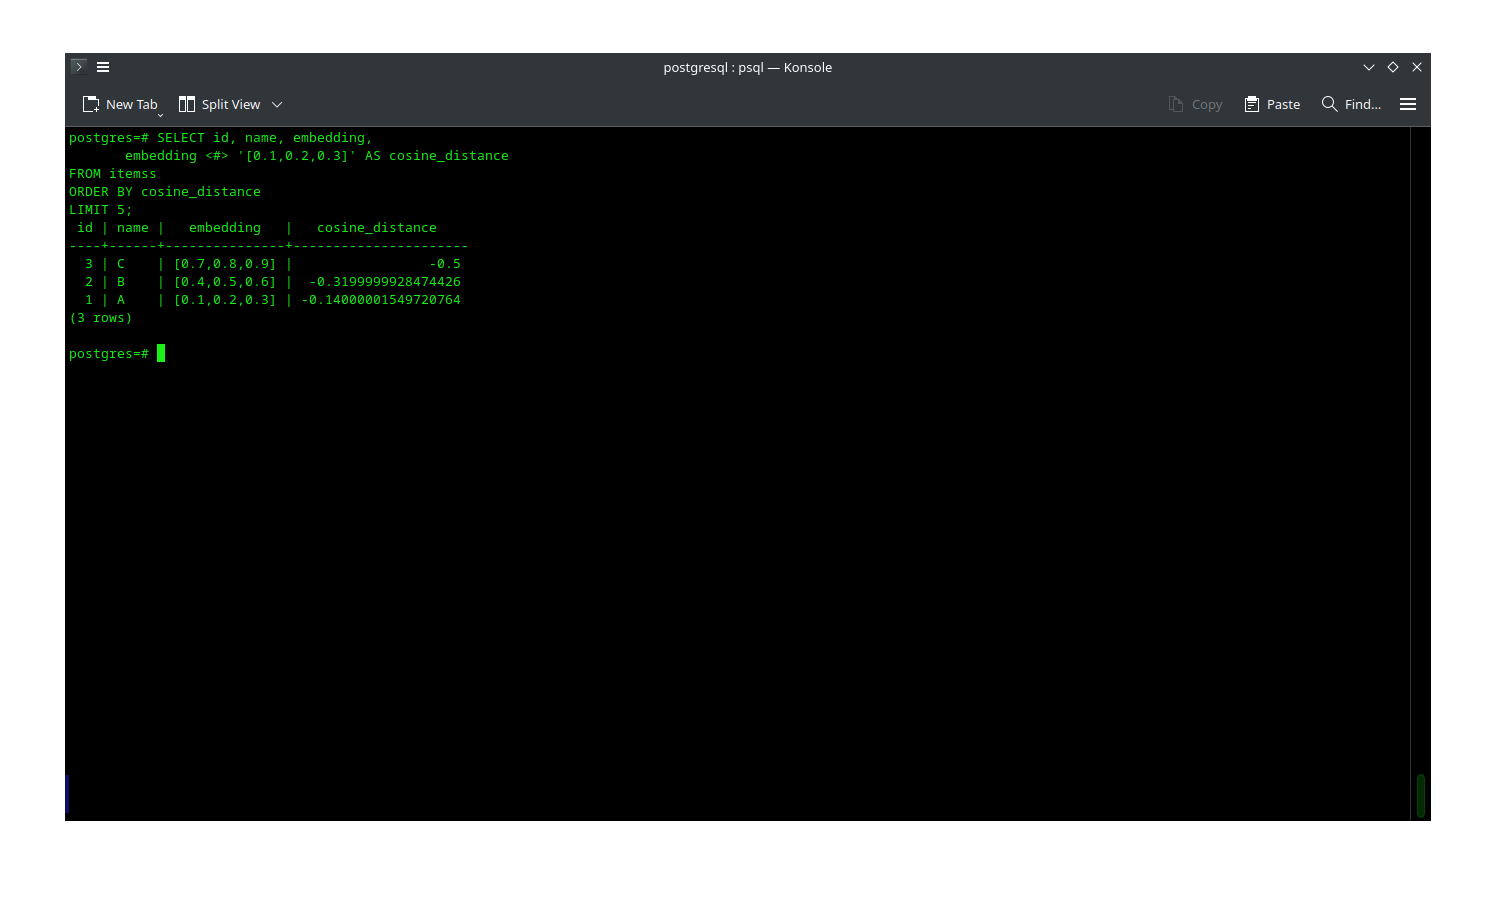 postgresql : psql — Konsole
New Tab Split View Copy Paste Find...
postgres=# SELECT id, name, embedding,
       embedding <#> '[0.1,0.2,0.3]' AS cosine_distance
FROM itemss
ORDER BY cosine_distance
LIMIT 5;
 id | name |   embedding   |   cosine_distance
----+------+---------------+----------------------
  3 | C    | [0.7,0.8,0.9] |                 -0.5
  2 | B    | [0.4,0.5,0.6] |  -0.3199999928474426
  1 | A    | [0.1,0.2,0.3] | -0.14000001549720764
(3 rows)
postgres=#